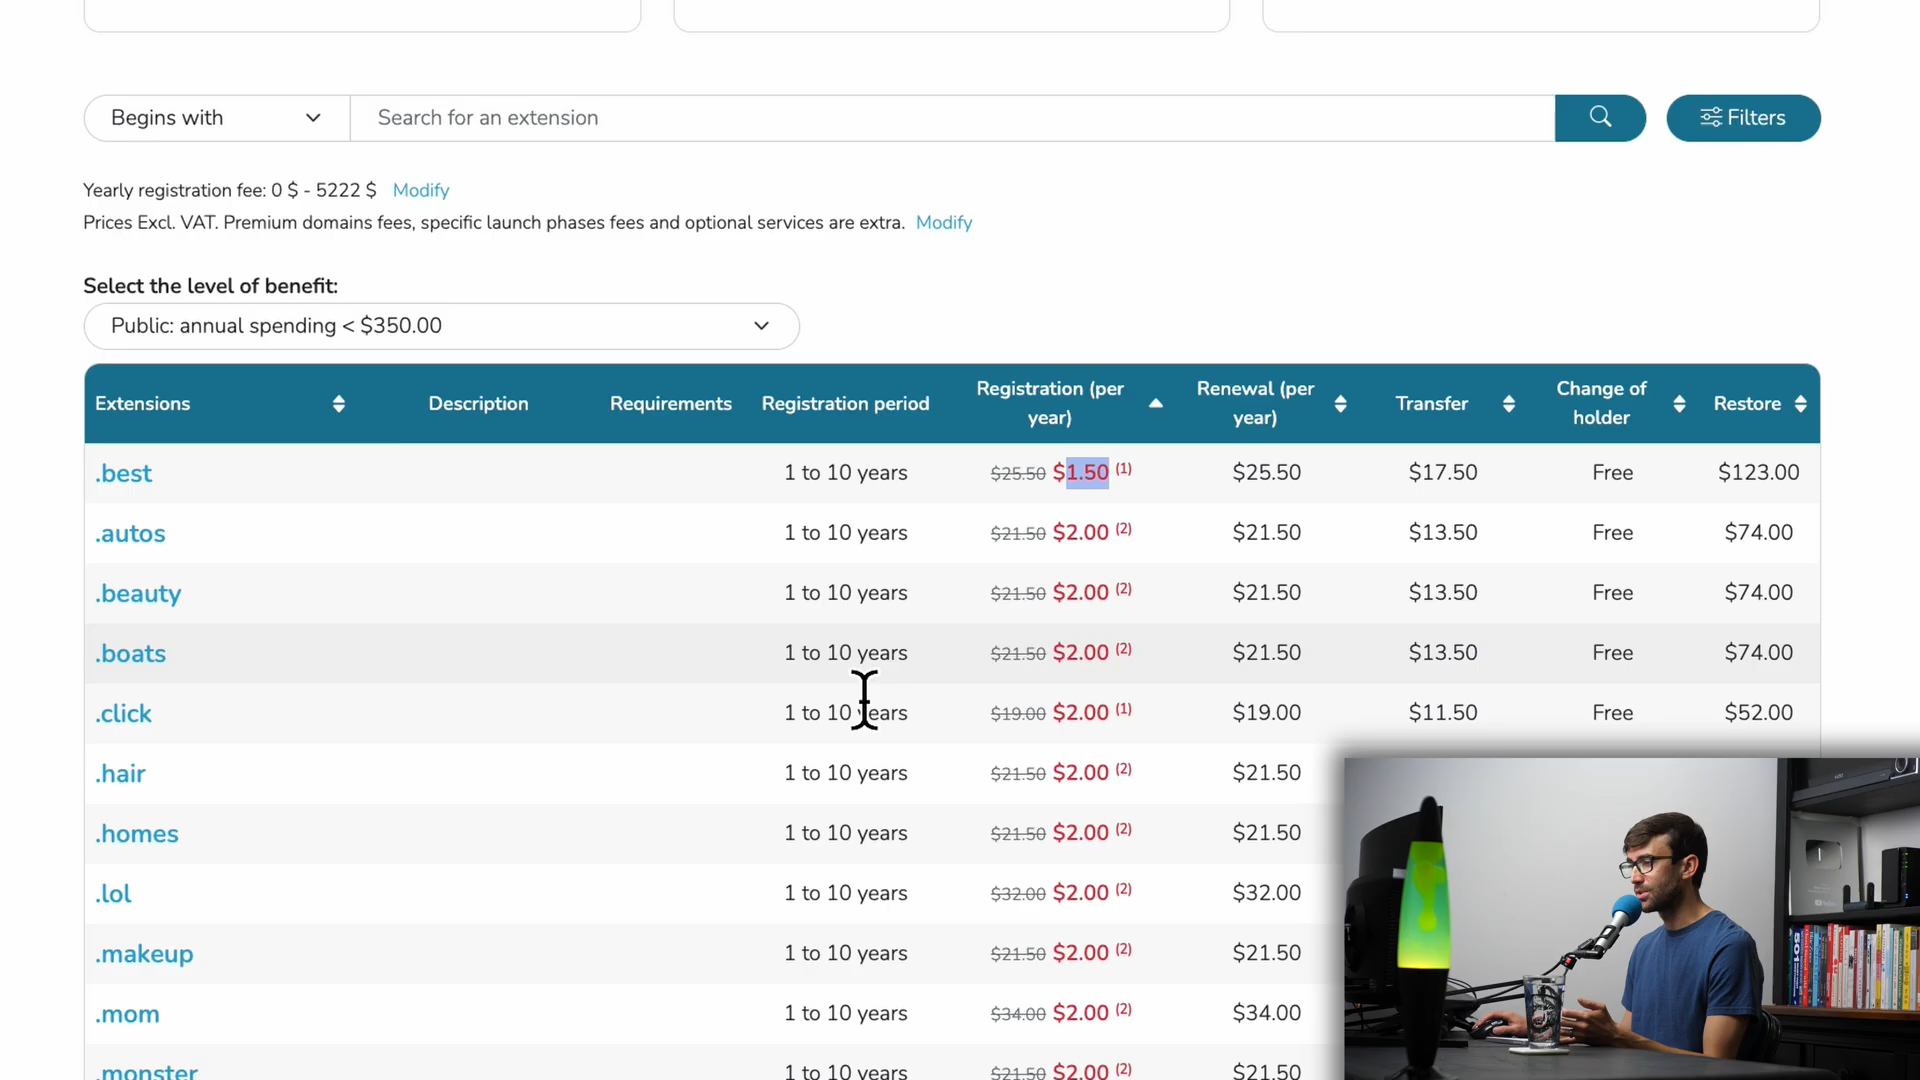 Begins with
Search for an extension
Filters
Yearly registration fee: 0 $ - 5222 $ Modify
Prices Excl. VAT. Premium domains fees, specific launch phases fees and optional services are extra. Modify
Select the level of benefit:
Public: annual spending < $350.00
Extensions Description Requirements Registration period Registration (per year) Renewal (per year) Transfer Change of holder Restore
.best 1 to 10 years $25.50 $1.50 (1) $25.50 $17.50 Free $123.00
.autos 1 to 10 years $21.50 $2.00 (2) $21.50 $13.50 Free $74.00
.beauty 1 to 10 years $21.50 $2.00 (2) $21.50 $13.50 Free $74.00
.boats 1 to 10 years $21.50 $2.00 (2) $21.50 $13.50 Free $74.00
.click 1 to 10 years $19.00 $2.00 (1) $19.00 $11.50 Free $52.00
.hair 1 to 10 years $21.50 $2.00 (2) $21.50
.homes 1 to 10 years $21.50 $2.00 (2) $21.50
.lol 1 to 10 years $32.00 $2.00 (2) $32.00
.makeup 1 to 10 years $21.50 $2.00 (2) $21.50
.mom 1 to 10 years $34.00 $2.00 (2) $34.00
.monster 1 to 10 years $21.50 $2.00 (2) $21.50